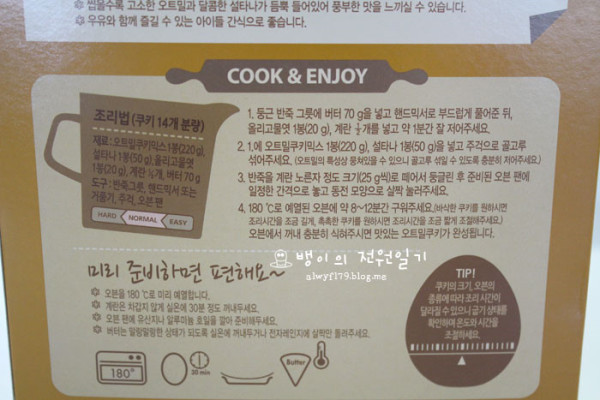 씹을수록 고소한 오트밀과 달콤한 설타나가 듬뿍 들어있어 풍부한 맛을 느끼실 수 있습니다.
우유와 함께 즐길 수 있는 아이들 간식으로 좋습니다.
COOK & ENJOY
조리법 (쿠키 14개 분량)
재료 : 오트밀쿠키믹스 1봉(220 g),
설타나 1봉(50 g), 올리고물엿
1봉(20 g), 계란 ½개, 버터 70 g
도구 : 반죽그릇, 핸드믹서 또는
거품기, 주걱, 오븐 팬
HARD NORMAL EASY
1. 둥근 반죽 그릇에 버터 70 g을 넣고 핸드믹서로 부드럽게 풀어준 뒤,
올리고물엿 1봉(20 g), 계란 ½개를 넣고 약 1분간 잘 저어주세요.
2. 1.에 오트밀쿠키믹스 1봉(220 g), 설타나 1봉(50 g)을 넣고 주걱으로 골고루
섞어주세요. (오트밀의 특성상 뭉쳐있을 수 있으니 골고루 섞일 수 있도록 충분히 저어주세요.)
3. 반죽을 계란 노른자 정도 크기(25 g씩)로 떼어서 둥글린 후 준비된 오븐 팬에
일정한 간격으로 놓고 동전 모양으로 살짝 눌러주세요.
4. 180 ℃로 예열된 오븐에 약 8~12분간 구워주세요.(바삭한 쿠키를 원하시면
조리시간을 조금 길게, 촉촉한 쿠키를 원하시면 조리시간을 조금 짧게 조절해주세요.)
오븐에서 꺼내 충분히 식혀주시면 맛있는 오트밀쿠키가 완성됩니다.
뱅이의 전원일기
alwyf179.blog.me
미리 준비하면 편해요~
오븐을 180 ℃로 미리 예열합니다.
계란은 차갑지 않게 실온에 30분 정도 꺼내두세요.
오븐 팬에 유산지나 알루미늄 호일을 깔아 준비해두세요.
버터는 말랑말랑한 상태가 되도록 실온에 꺼내두거나 전자레인지에 살짝만 돌려주세요.
180°
30 min
Butter
TIP!
쿠키의 크기, 오븐의
종류에 따라 조리 시간이
달라질 수 있으니 굽기 상태를
확인하며 온도와 시간을
조절하세요.